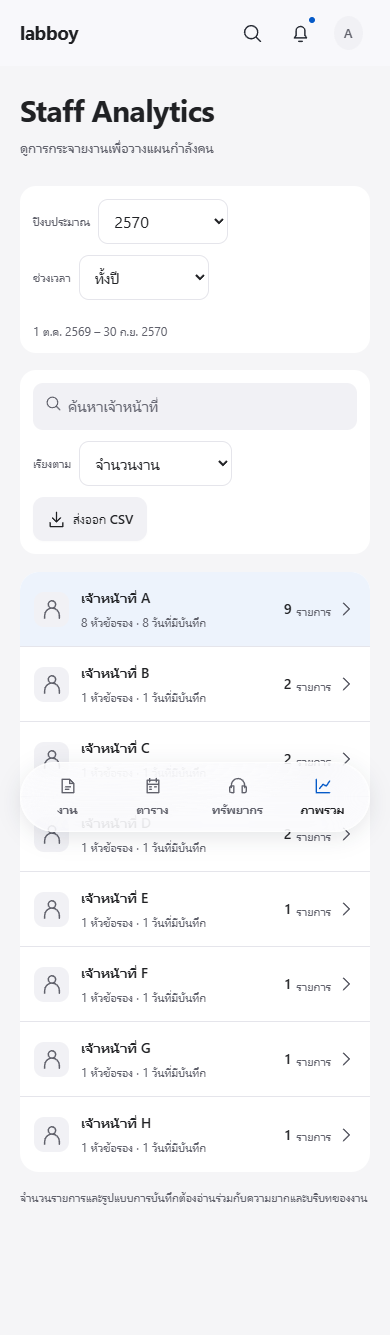 labboy
A
Staff Analytics
ดูการกระจายงานเพื่อวางแผนกำลังคน
ปีงบประมาณ 2570
ช่วงเวลา ทั้งปี
1 ต.ค. 2569 – 30 ก.ย. 2570
ค้นหาเจ้าหน้าที่
เรียงตาม จำนวนงาน
ส่งออก CSV
เจ้าหน้าที่ A
8 หัวข้อรอง · 8 วันที่มีบันทึก
9 รายการ
เจ้าหน้าที่ B
1 หัวข้อรอง · 1 วันที่มีบันทึก
2 รายการ
เจ้าหน้าที่ C
1 หัวข้อรอง · 1 วันที่มีบันทึก
2
งาน
ตาราง
ทรัพยากร
ภาพรวม
เจ้าหน้าที่ D
1 หัวข้อรอง · 1 วันที่มีบันทึก
2 รายการ
เจ้าหน้าที่ E
1 หัวข้อรอง · 1 วันที่มีบันทึก
1 รายการ
เจ้าหน้าที่ F
1 หัวข้อรอง · 1 วันที่มีบันทึก
1 รายการ
เจ้าหน้าที่ G
1 หัวข้อรอง · 1 วันที่มีบันทึก
1 รายการ
เจ้าหน้าที่ H
1 หัวข้อรอง · 1 วันที่มีบันทึก
1 รายการ
จำนวนรายการและรูปแบบการบันทึกต้องอ่านร่วมกับความยากและบริบทของงาน